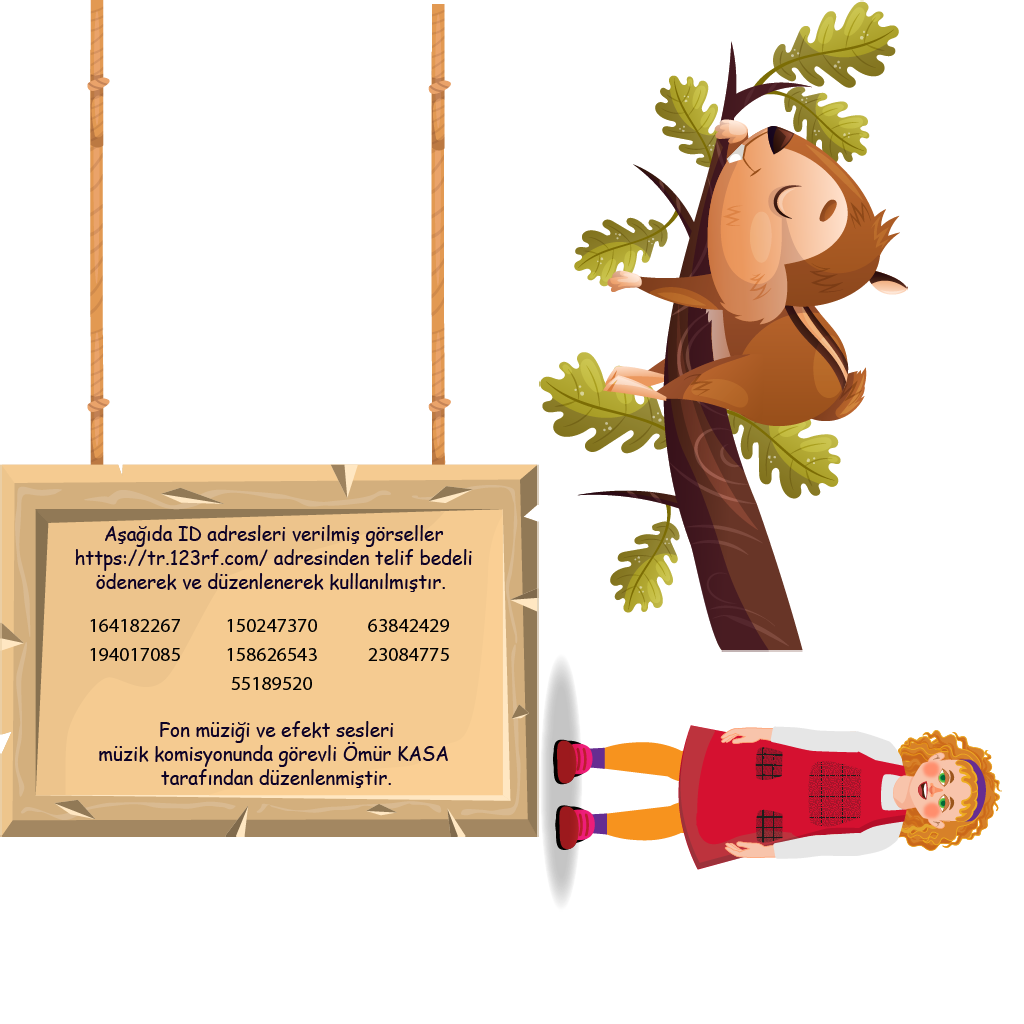 Aşağıda ID adresleri verilmiş görseller
https://tr.123rf.com/ adresinden telif bedeli
ödenerek ve düzenlenerek kullanılmıştır.
164182267 150247370 63842429
194017085 158626543 23084775
55189520
Fon müziği ve efekt sesleri
müzik komisyonunda görevli Ömür KASA
tarafından düzenlenmiştir.